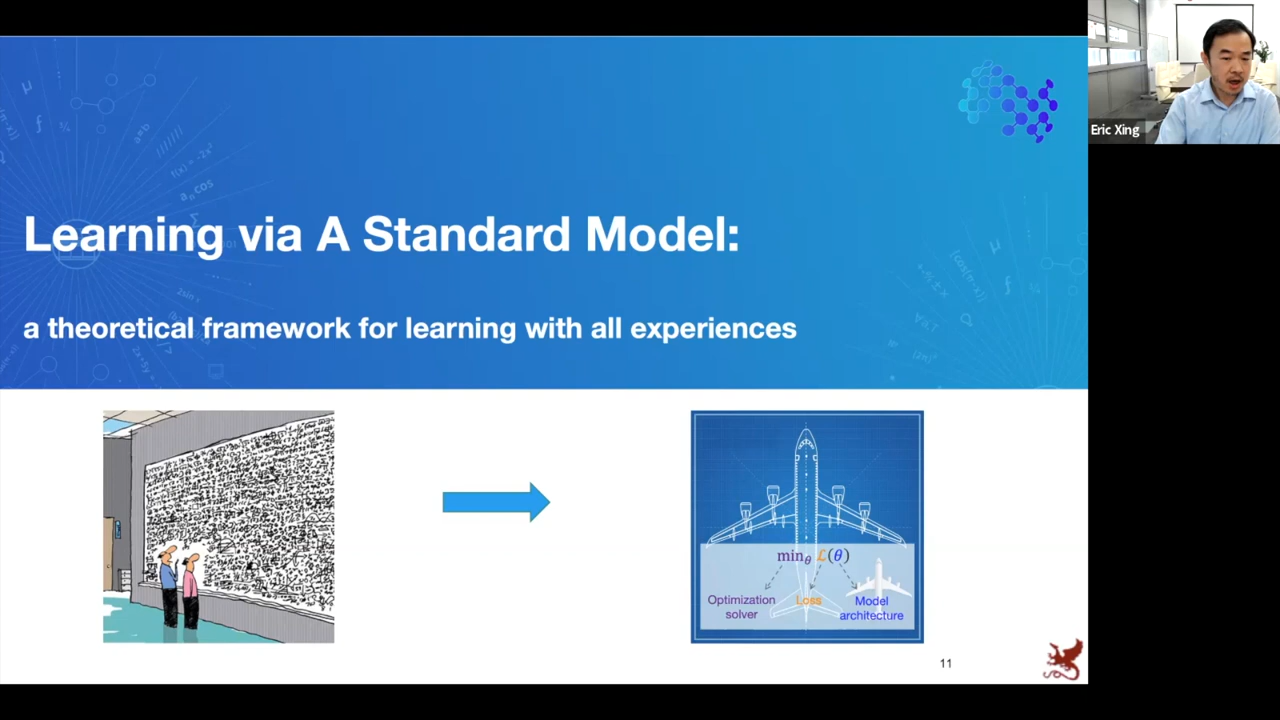 Learning via A Standard Model:
a theoretical framework for learning with all experiences
Eric Xing
min_θ ℒ(θ)
Optimization
solver
Loss
Model
architecture
11